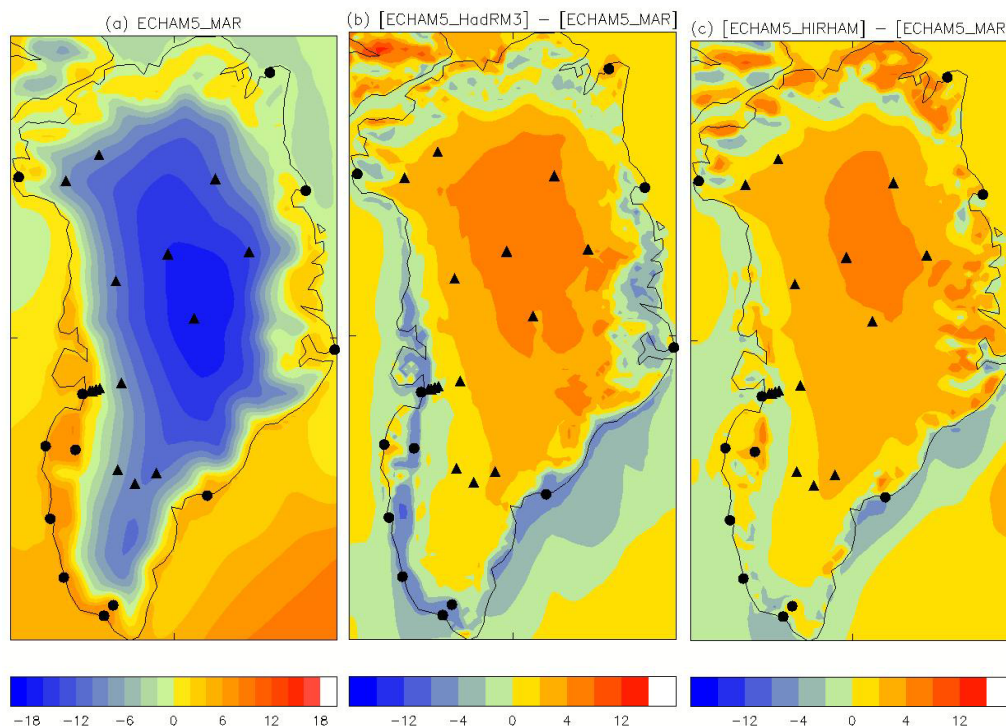 (a) ECHAM5_MAR
(b) [ECHAM5_HadRM3] − [ECHAM5_MAR]
(c) [ECHAM5_HIRHAM] − [ECHAM5_MAR
−18 −12 −6 0 6 12 18
−12 −4 0 4 12
−12 −4 0 4 12